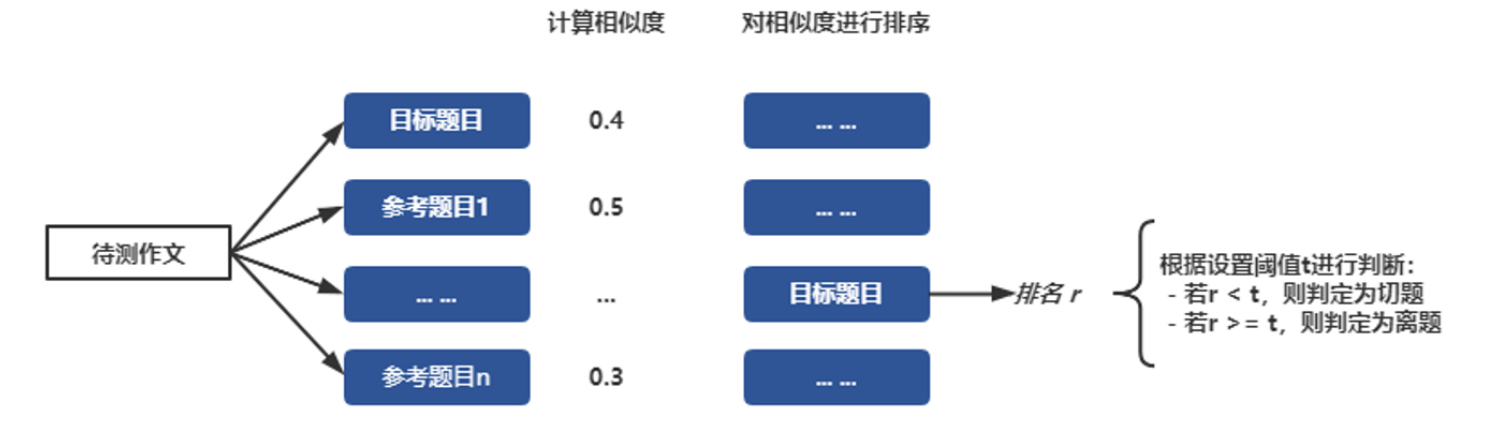 计算相似度
对相似度进行排序
目标题目
0.4
... ...
参考题目1
0.5
... ...
待测作文
... ...
...
目标题目
排名 r
根据设置阈值t进行判断：
- 若r < t，则判定为切题
- 若r >= t，则判定为离题
参考题目n
0.3
... ...